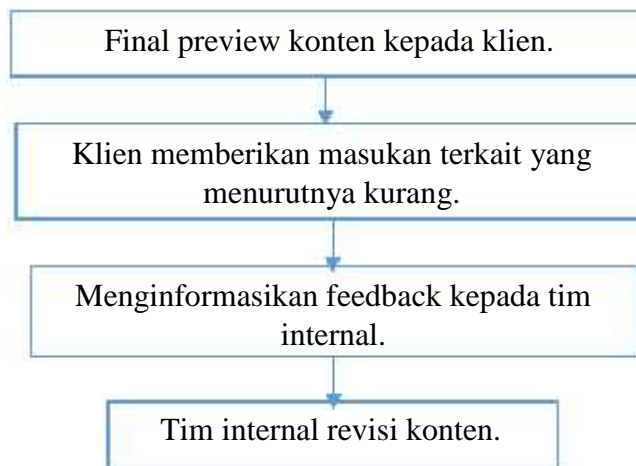 Final preview konten kepada klien.
Klien memberikan masukan terkait yang
menurutnya kurang.
Menginformasikan feedback kepada tim
internal.
Tim internal revisi konten.